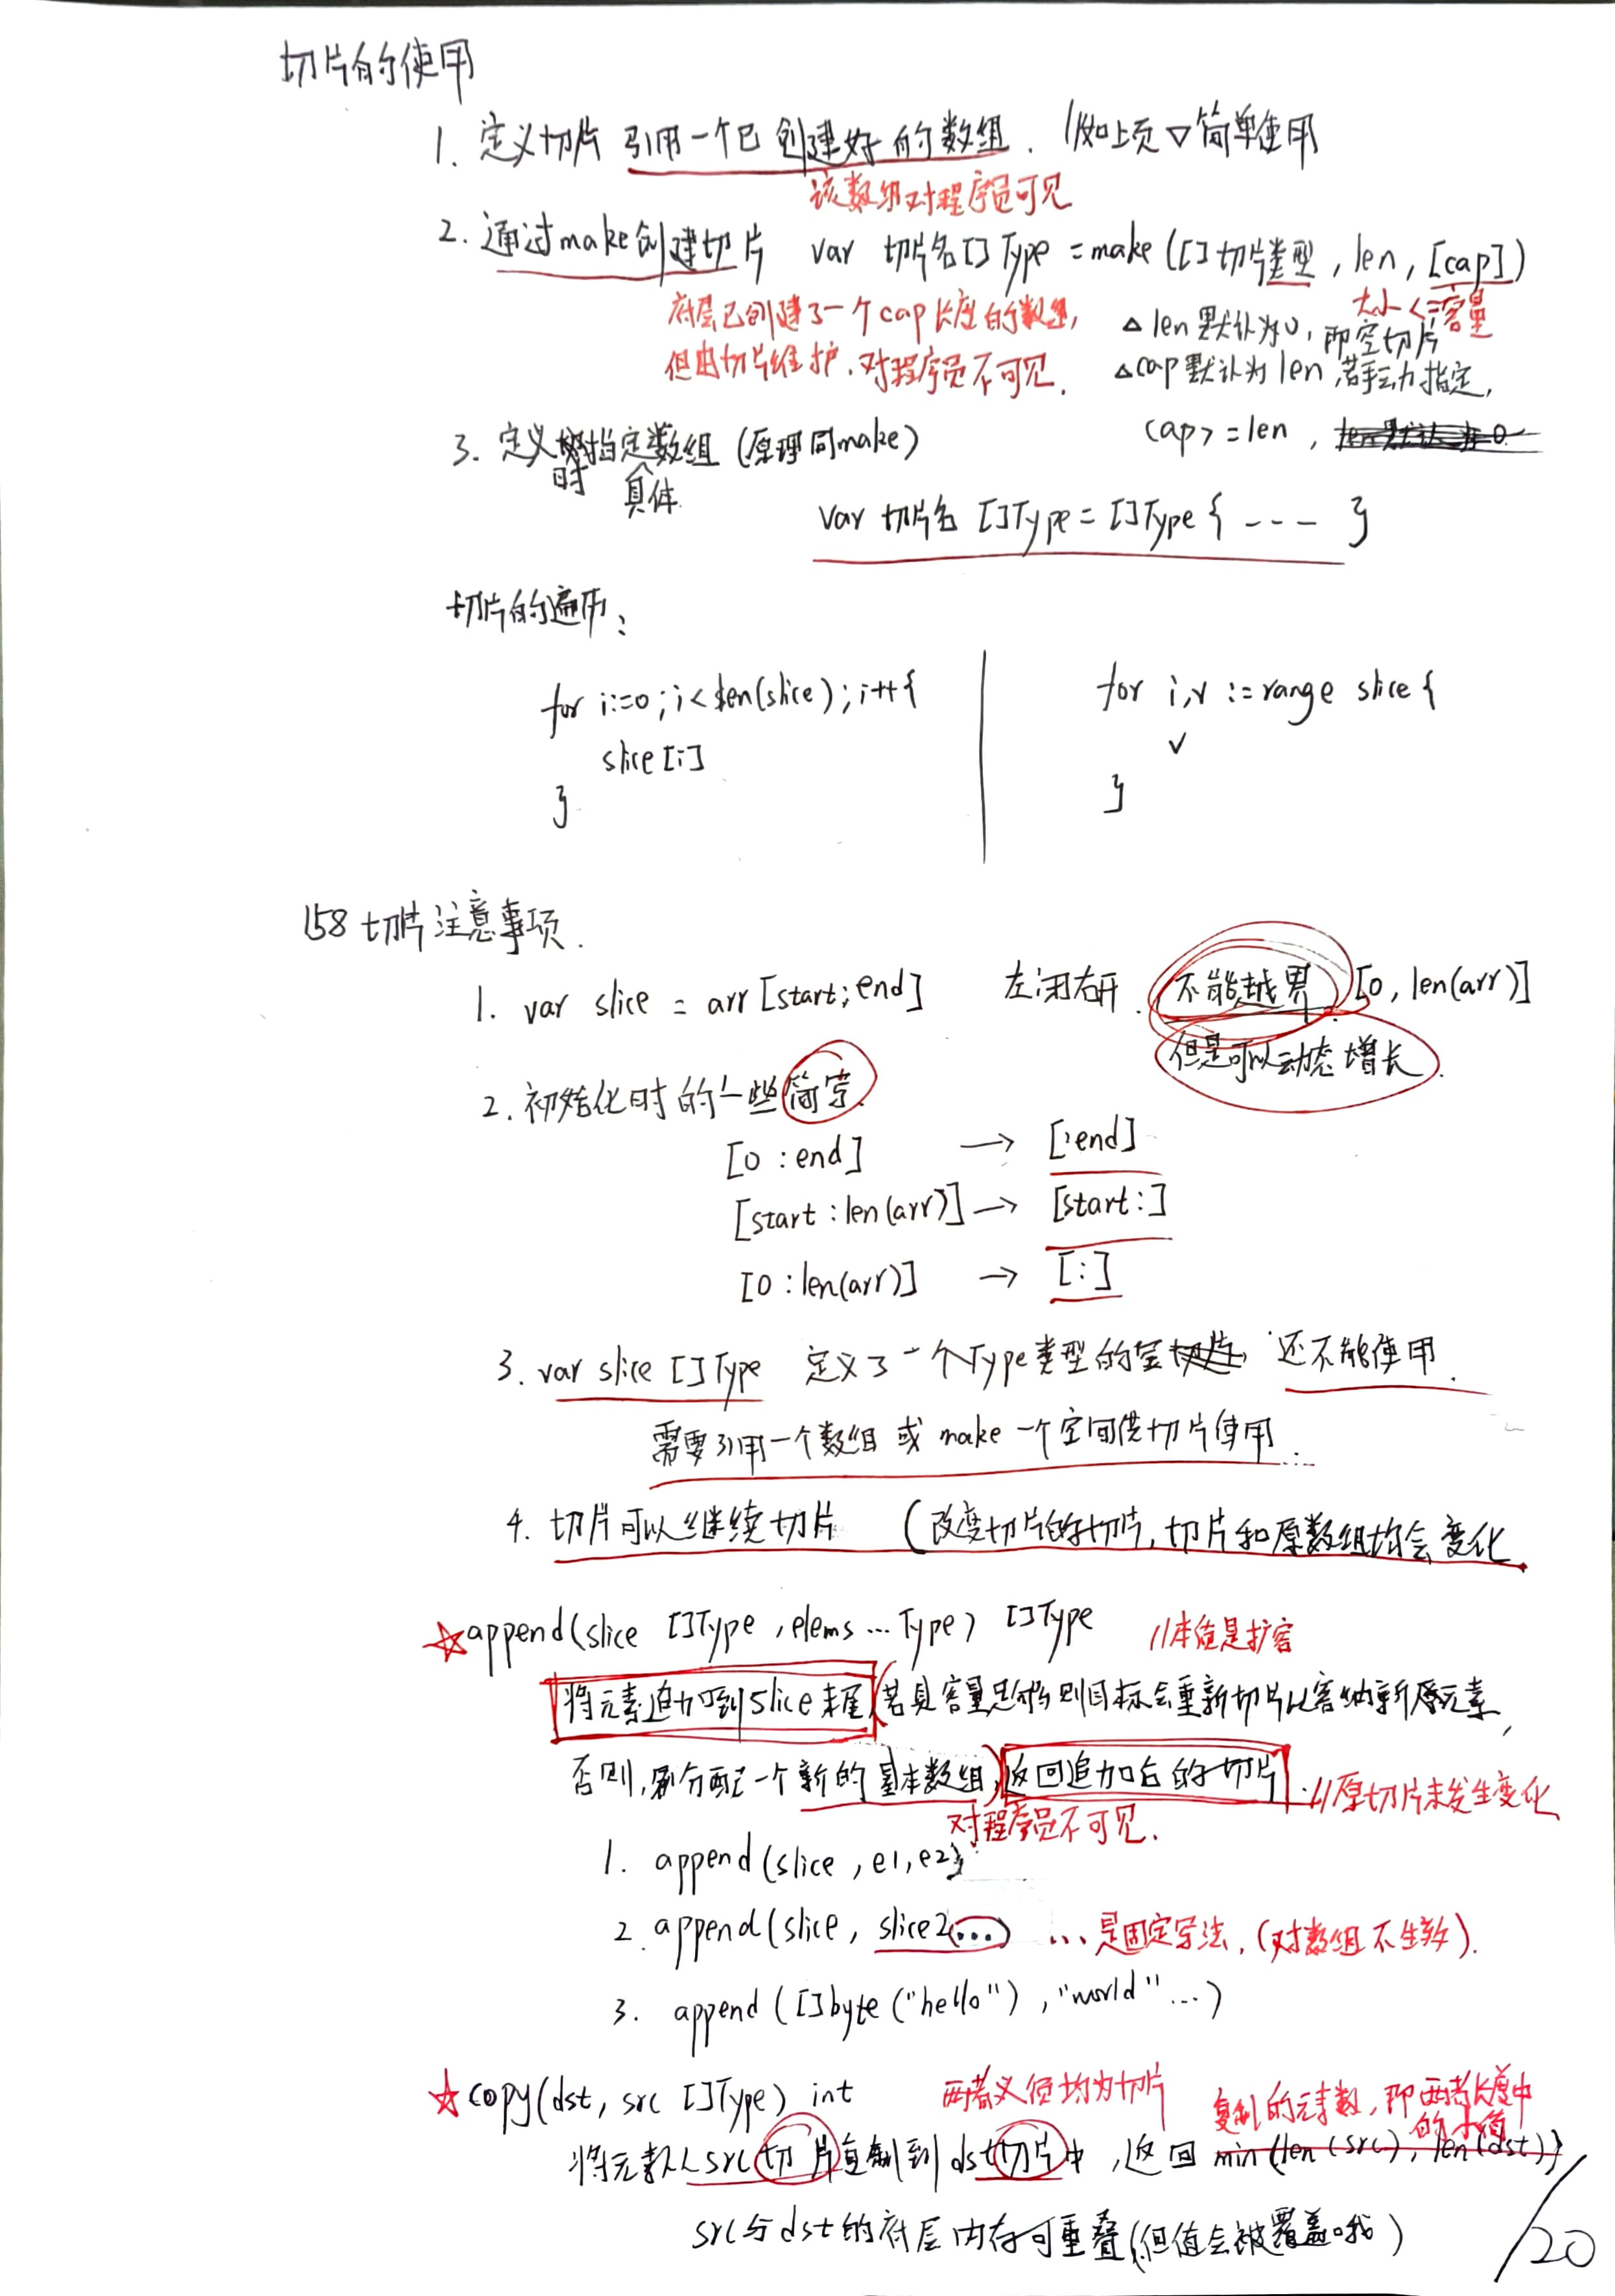 切片的使用
1. 定义切片 引用一个已创建好的数组. 1如上页▽简单使用
该数组对程序员可见
2. 通过make创建切片 var 切片名[]Type =make([]切片类型, len, [cap])
大小<=容量
底层已创建了一个cap长度的数组, △len默认为0, 即空切片
但由切片维护. 对程序员不可见. △cap默认为len,若手动指定,
cap>=len ,
3. 定义时指定具体数组 (原理同make)
var 切片名 []Type = []Type { --- }
切片的遍历:
for i:=0; i<len(slice); i++{
slice[i]
}
for i,v := range slice {
v
}
158 切片注意事项.
1. var slice = arr [start; end] 左闭右开. 不能越界. [0, len(arr)]
但是可以动态增长.
2. 初始化时的一些简写.
[0 : end] → [:end]
[start : len(arr)] → [start:]
[0 : len(arr)] → [:]
3. var slice []Type 定义了一个Type类型的空切片, 还不能使用.
需要引用一个数组 或 make 一个空间供切片使用.
4. 切片可以继续切片 (改变切片的切片, 切片和原数组均会变化.
☆append(slice []Type, elems... Type) []Type //本质是扩容
将元素追加到slice末尾(若其容量足够则目标会重新切片以容纳新元素,
否则,分配一个新的基本数组)返回追加后的切片. //原切片未发生变化
对程序员不可见.
1. append(slice, e1, e2)
2. append(slice, slice2...) ...是固定写法, (对数组不生效).
3. append([]byte("hello"), "world"...)
☆copy(dst, src []Type) int 两者必须均为切片 复制的元素数, 即两者长度中的小值
将元素从src切片复制到dst切片中, 返回 min(len(src), len(dst))
src与dst的底层内存可重叠(但值会被覆盖哦)
/20